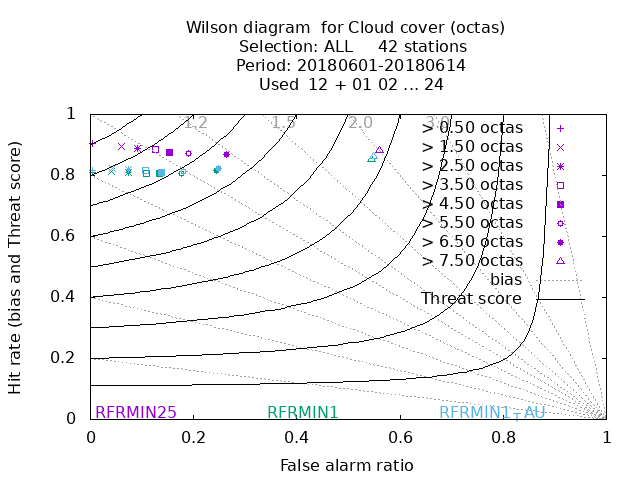 Wilson diagram  for Cloud cover (octas)
Selection: ALL     42 stations
Period: 20180601-20180614
Used  12 + 01 02 ... 24
Hit rate (bias and Threat score)
1
0.8
0.6
0.4
0.2
0
1.2
1.5
2.0
3.0
> 0.50 octas
> 1.50 octas
> 2.50 octas
> 3.50 octas
> 4.50 octas
> 5.50 octas
> 6.50 octas
> 7.50 octas
bias
Threat score
RFRMIN25
RFRMIN1
RFRMIN1_AU
0
0.2
0.4
0.6
0.8
1
False alarm ratio